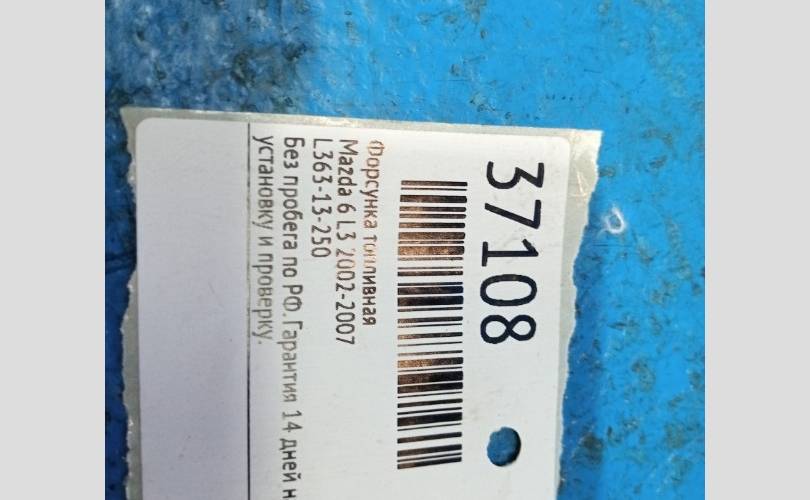 37108
Форсунка топливная
Mazda 6 L3 2002-2007
L363-13-250
Без пробега по РФ. Гарантия 14 дней н
установку и проверку.